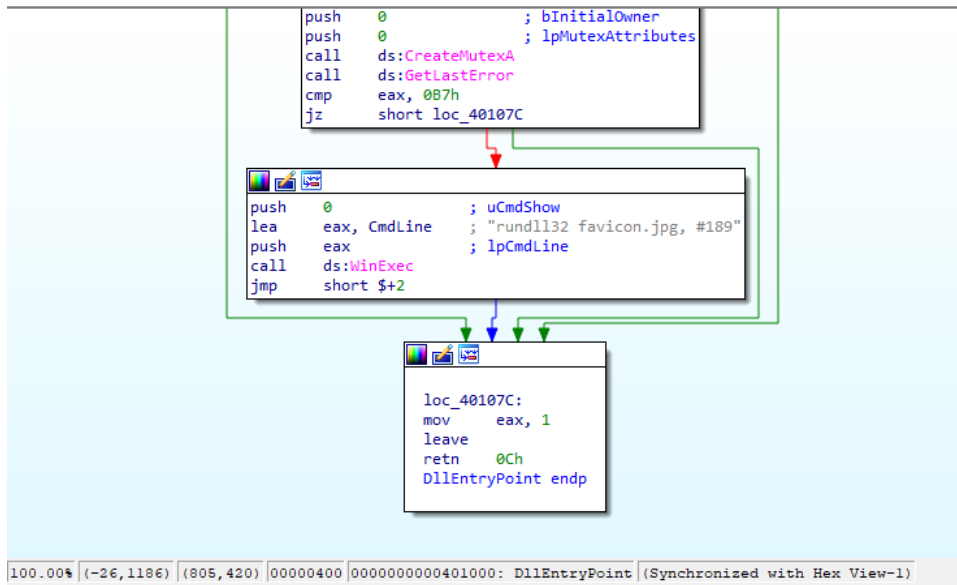 push 0 ; bInitialOwner
push 0 ; lpMutexAttributes
call ds:CreateMutexA
call ds:GetLastError
cmp eax, 0B7h
jz short loc_40107C
push 0 ; uCmdShow
lea eax, CmdLine ; "rundll32 favicon.jpg, #189"
push eax ; lpCmdLine
call ds:WinExec
jmp short $+2
loc_40107C:
mov eax, 1
leave
retn 0Ch
DllEntryPoint endp
100.00% (-26,1186) (805,420) 00000400 0000000000401000: DllEntryPoint (Synchronized with Hex View-1)